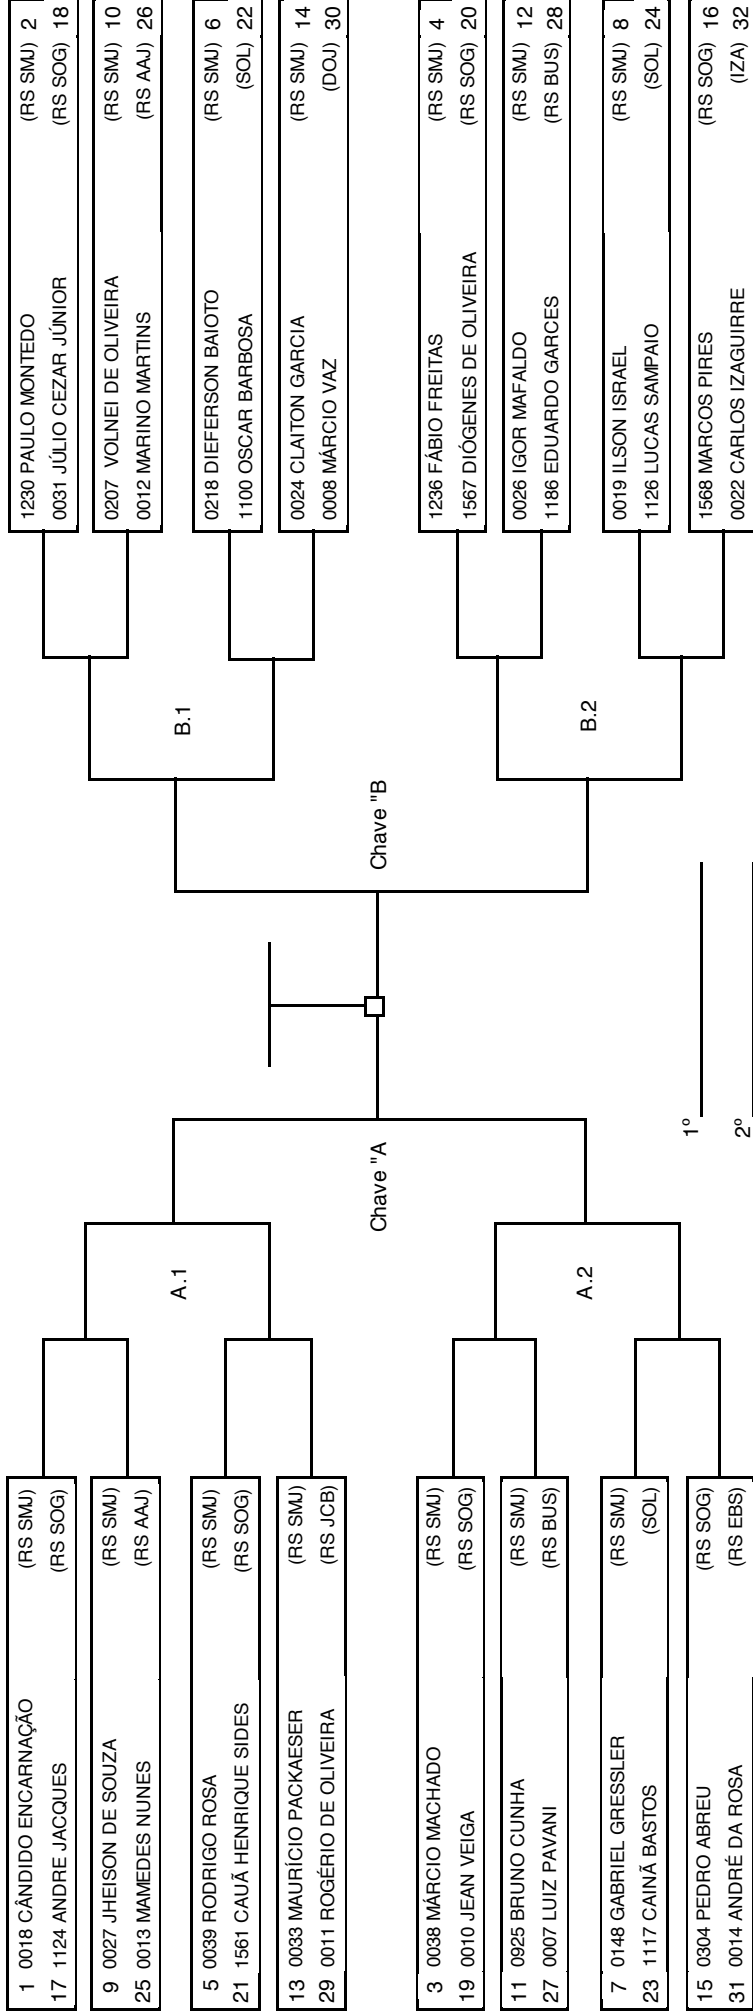 1 0018 CÂNDIDO ENCARNAÇÃO (RS SMJ)
17 1124 ANDRE JACQUES (RS SOG)
9 0027 JHEISON DE SOUZA (RS SMJ)
25 0013 MAMEDES NUNES (RS AAJ)
A.1
5 0039 RODRIGO ROSA (RS SMJ)
21 1561 CAUÃ HENRIQUE SIDES (RS SOG)
13 0033 MAURÍCIO PACKAESER (RS SMJ)
29 0011 ROGÉRIO DE OLIVEIRA (RS JCB)
Chave "A
3 0038 MÁRCIO MACHADO (RS SMJ)
19 0010 JEAN VEIGA (RS SOG)
11 0925 BRUNO CUNHA (RS SMJ)
27 0007 LUIZ PAVANI (RS BUS)
A.2
7 0148 GABRIEL GRESSLER (RS SMJ)
23 1117 CAINÃ BASTOS (SOL)
15 0304 PEDRO ABREU (RS SOG)
31 0014 ANDRÉ DA ROSA (RS EBS)
1º
2º
1230 PAULO MONTEDO (RS SMJ) 2
0031 JÚLIO CEZAR JÚNIOR (RS SOG) 18
0207 VOLNEI DE OLIVEIRA (RS SMJ) 10
0012 MARINO MARTINS (RS AAJ) 26
B.1
0218 DIEFERSON BAIOTO (RS SMJ) 6
1100 OSCAR BARBOSA (SOL) 22
0024 CLAITON GARCIA (RS SMJ) 14
0008 MÁRCIO VAZ (DOJ) 30
Chave "B
1236 FÁBIO FREITAS (RS SMJ) 4
1567 DIÓGENES DE OLIVEIRA (RS SOG) 20
0026 IGOR MAFALDO (RS SMJ) 12
1186 EDUARDO GARCES (RS BUS) 28
B.2
0019 ILSON ISRAEL (RS SMJ) 8
1126 LUCAS SAMPAIO (SOL) 24
1568 MARCOS PIRES (RS SOG) 16
0022 CARLOS IZAGUIRRE (IZA) 32